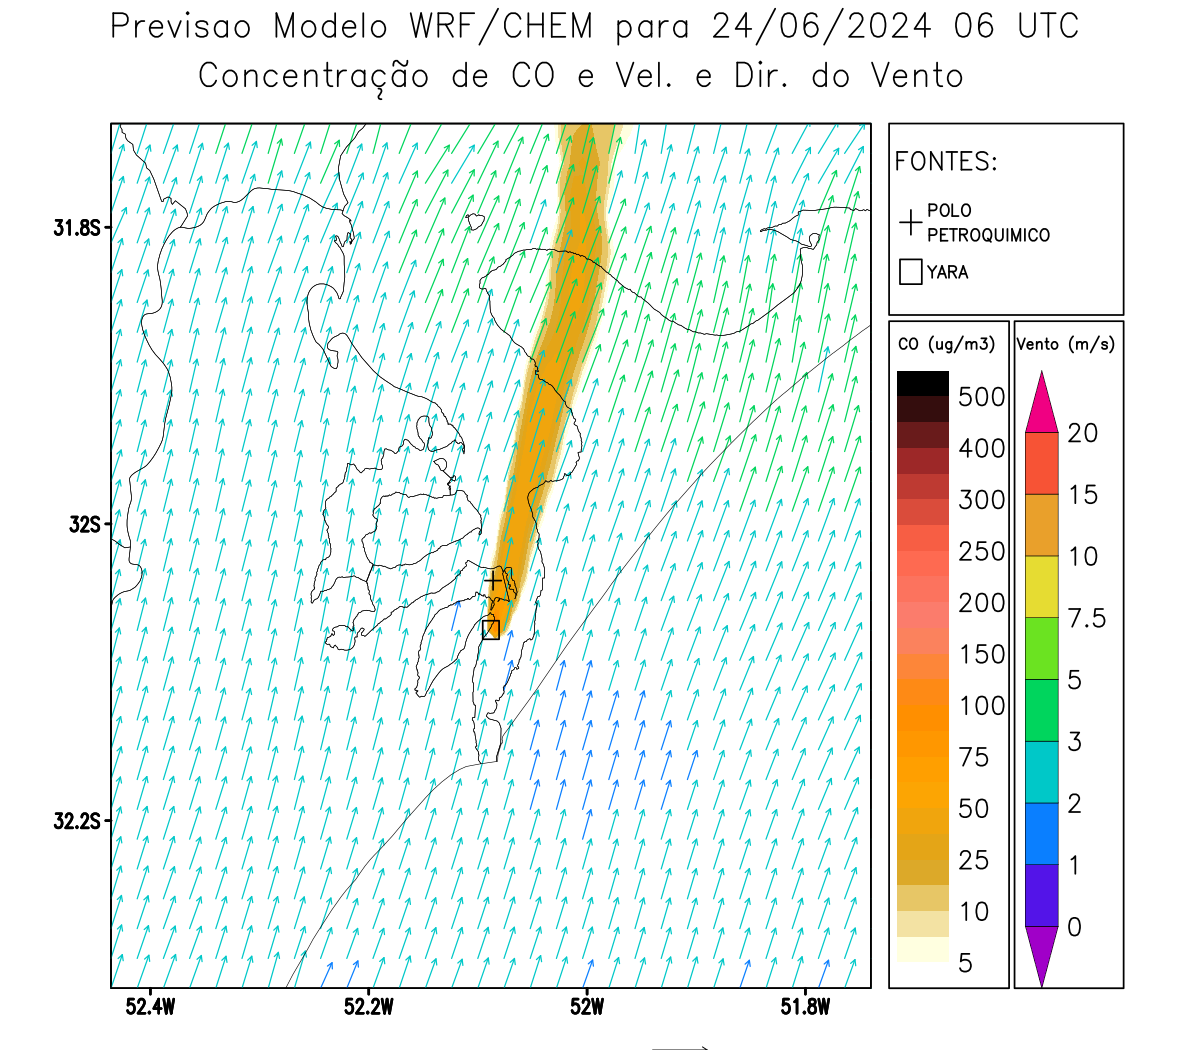 Previsao Modelo WRF/CHEM para 24/06/2024 06 UTC
Concentração de CO e Vel. e Dir. do Vento
FONTES:
POLO
PETROQUIMICO
YARA
CO (ug/m3)
500
400
300
250
200
150
100
75
50
25
10
5
Vento (m/s)
20
15
10
7.5
5
3
2
1
0
31.8S
32S
32.2S
52.4W
52.2W
52W
51.8W